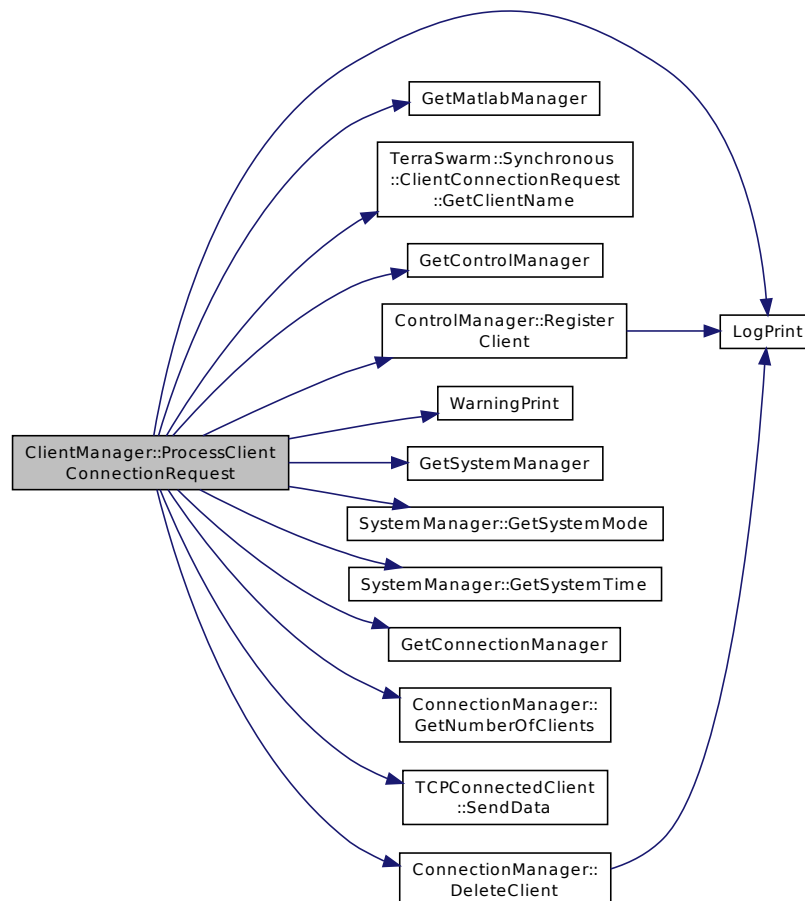 GetMatlabManager
TerraSwarm::Synchronous
::ClientConnectionRequest
::GetClientName
GetControlManager
ControlManager::Register
Client
LogPrint
WarningPrint
ClientManager::ProcessClient
ConnectionRequest
GetSystemManager
SystemManager::GetSystemMode
SystemManager::GetSystemTime
GetConnectionManager
ConnectionManager::
GetNumberOfClients
TCPConnectedClient
::SendData
ConnectionManager::
DeleteClient